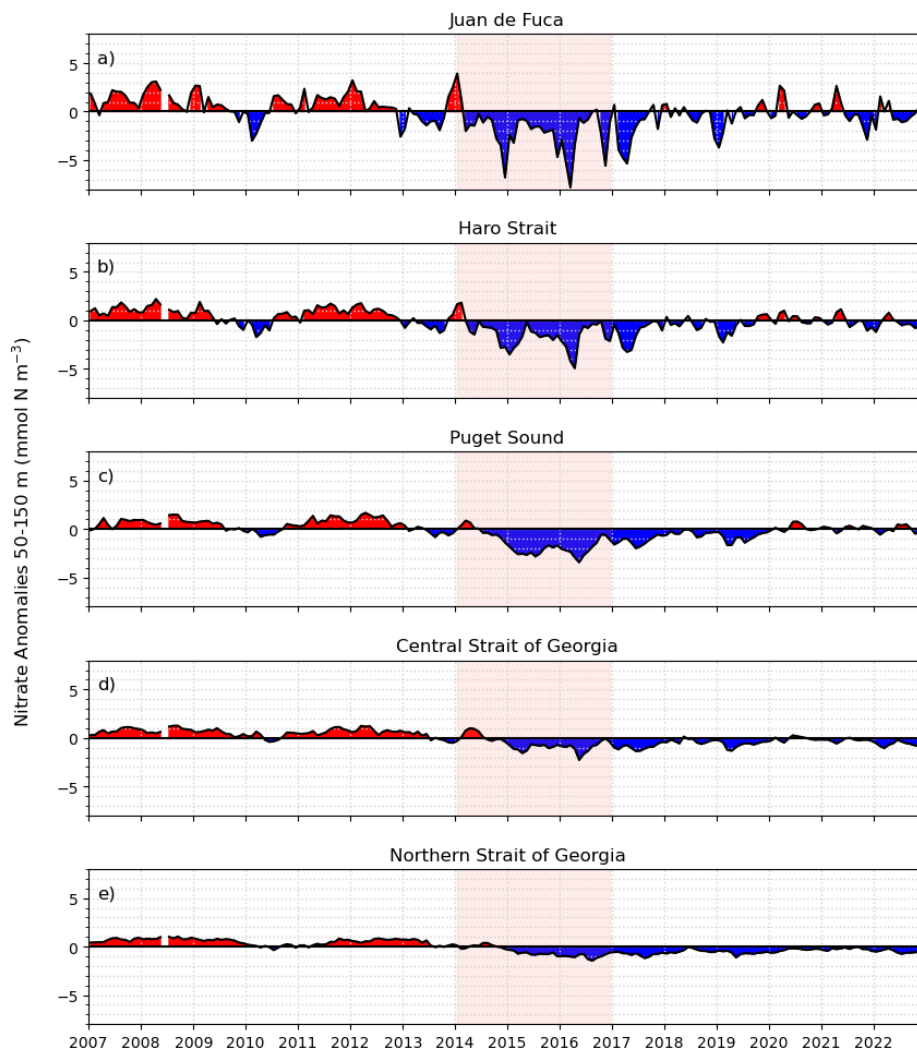 Juan de Fuca
a)
5
0
−5
Haro Strait
b)
5
0
−5
Puget Sound
c)
5
0
−5
Central Strait of Georgia
d)
5
0
−5
Northern Strait of Georgia
e)
5
0
−5
2007 2008 2009 2010 2011 2012 2013 2014 2015 2016 2017 2018 2019 2020 2021 2022
Nitrate Anomalies 50-150 m (mmol N m⁻³)